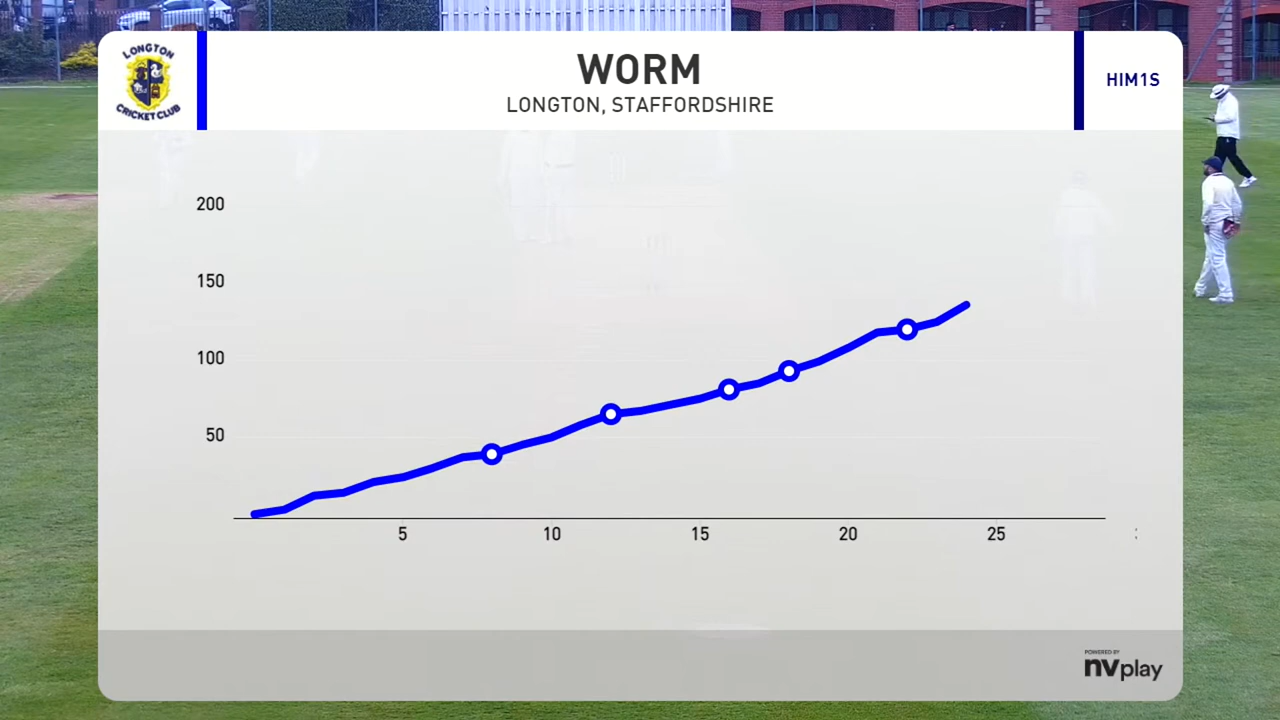 LONGTON
CRICKET CLUB
WORM
LONGTON, STAFFORDSHIRE
HIM1S
200
150
100
50
5
10
15
20
25
POWERED BY
nvplay